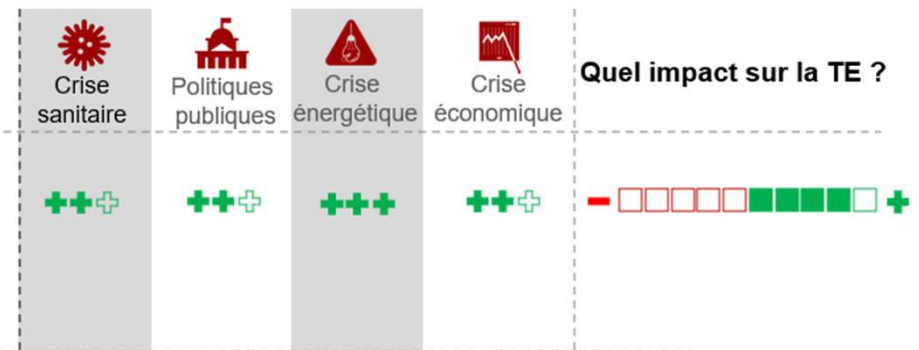 Crise
sanitaire
Politiques
publiques
Crise
énergétique
Crise
économique
Quel impact sur la TE ?